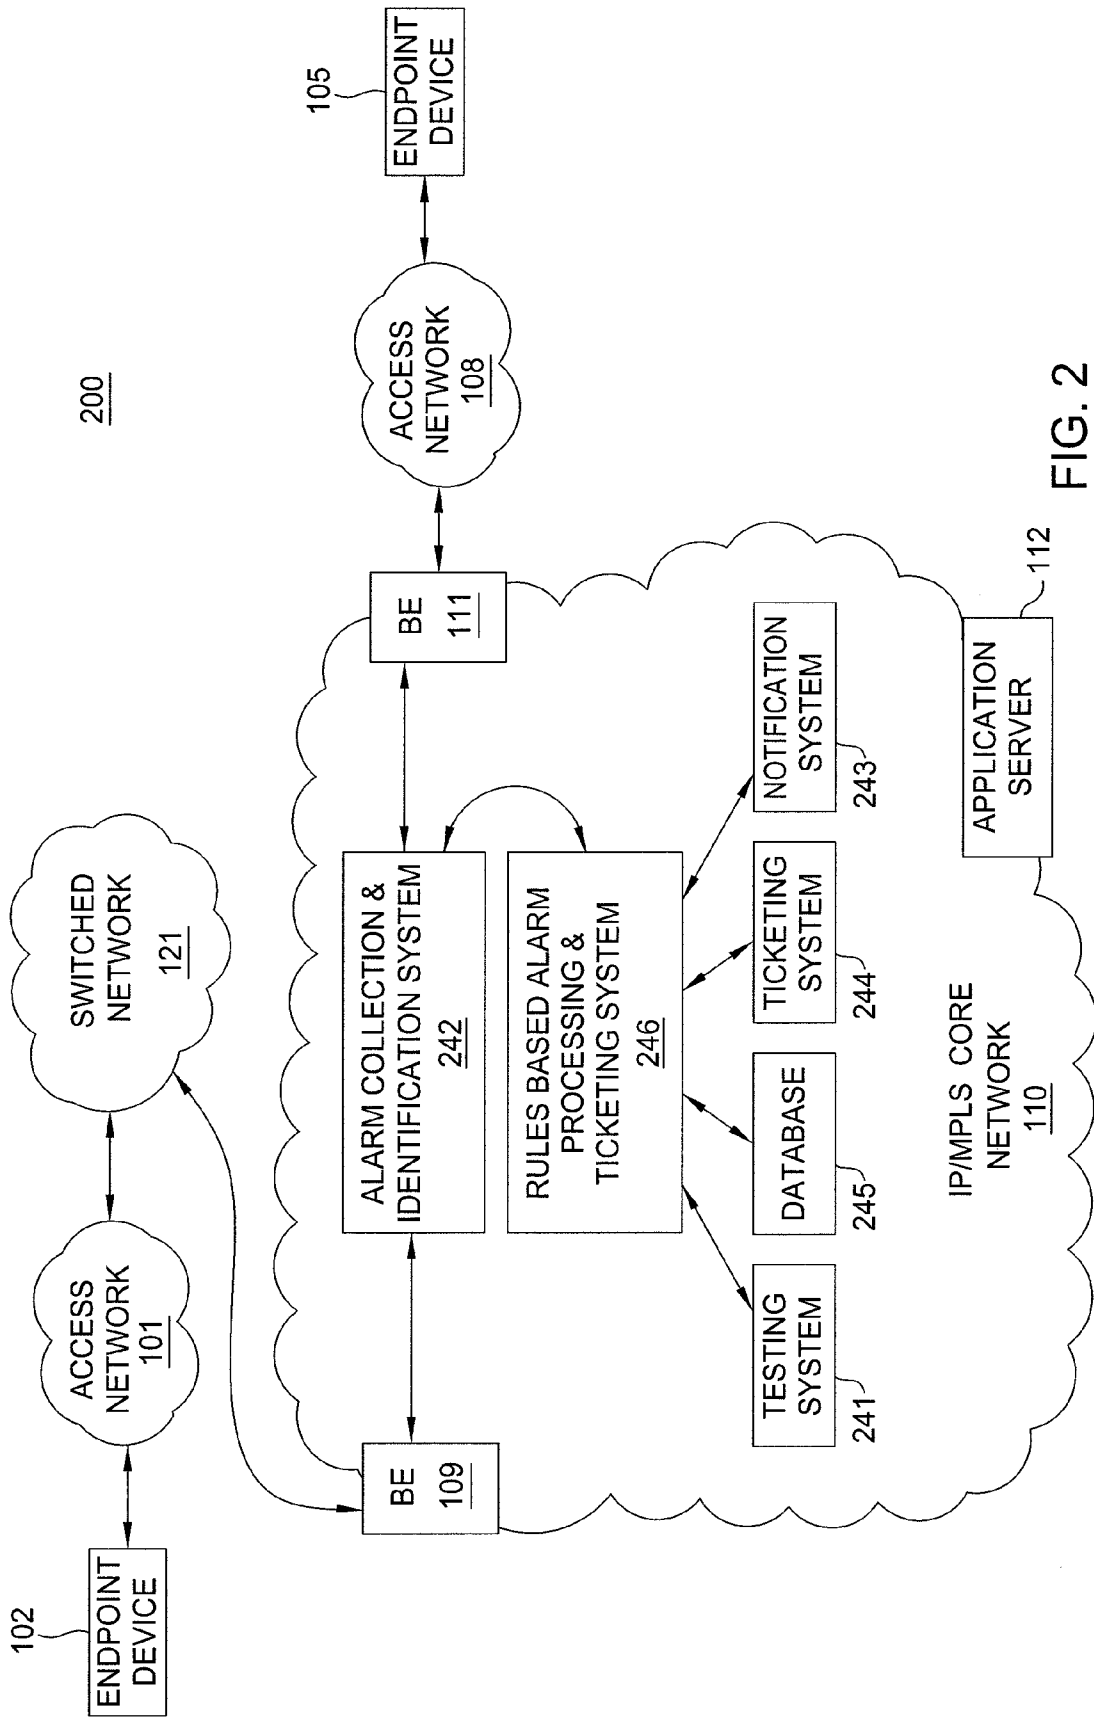 200
102
ENDPOINT
DEVICE
ACCESS
NETWORK
101
SWITCHED
NETWORK
121
105
ENDPOINT
DEVICE
ACCESS
NETWORK
108
BE
109
ALARM COLLECTION &
IDENTIFICATION SYSTEM
242
BE
111
RULES BASED ALARM
PROCESSING &
TICKETING SYSTEM
246
TESTING
SYSTEM
241
DATABASE
245
TICKETING
SYSTEM
244
NOTIFICATION
SYSTEM
243
IP/MPLS CORE
NETWORK
110
APPLICATION
SERVER
112
FIG. 2